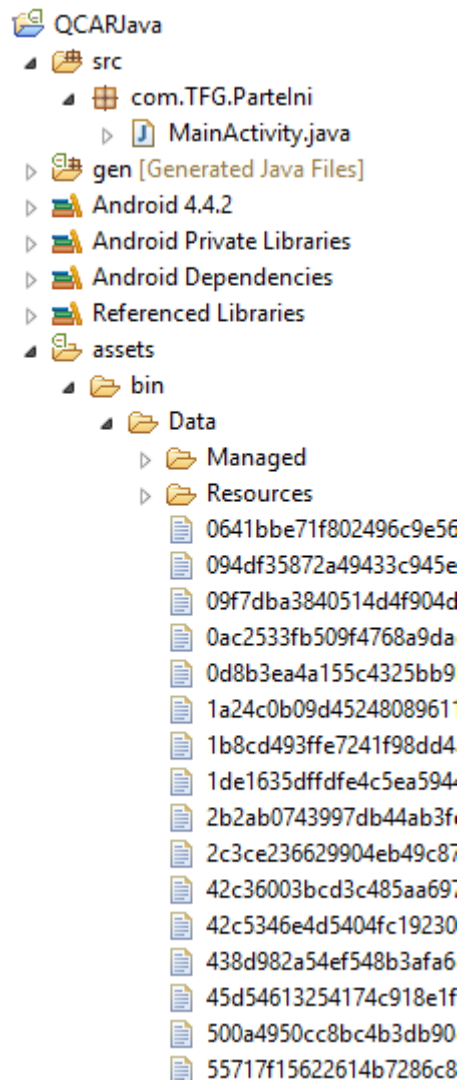 QCARJava
src
com.TFG.ParteIni
MainActivity.java
gen [Generated Java Files]
Android 4.4.2
Android Private Libraries
Android Dependencies
Referenced Libraries
assets
bin
Data
Managed
Resources
0641bbe71f802496c9e56
094df35872a49433c945e
09f7dba3840514d4f904d
0ac2533fb509f4768a9da
0d8b3ea4a155c4325bb9
1a24c0b09d45248089611
1b8cd493ffe7241f98dd4
1de1635dffdfe4c5ea5944
2b2ab0743997db44ab3f
2c3ce236629904eb49c87
42c36003bcd3c485aa697
42c5346e4d5404fc19230
438d982a54ef548b3afa6
45d54613254174c918e1f
500a4950cc8bc4b3db90
55717f15622614b7286c8